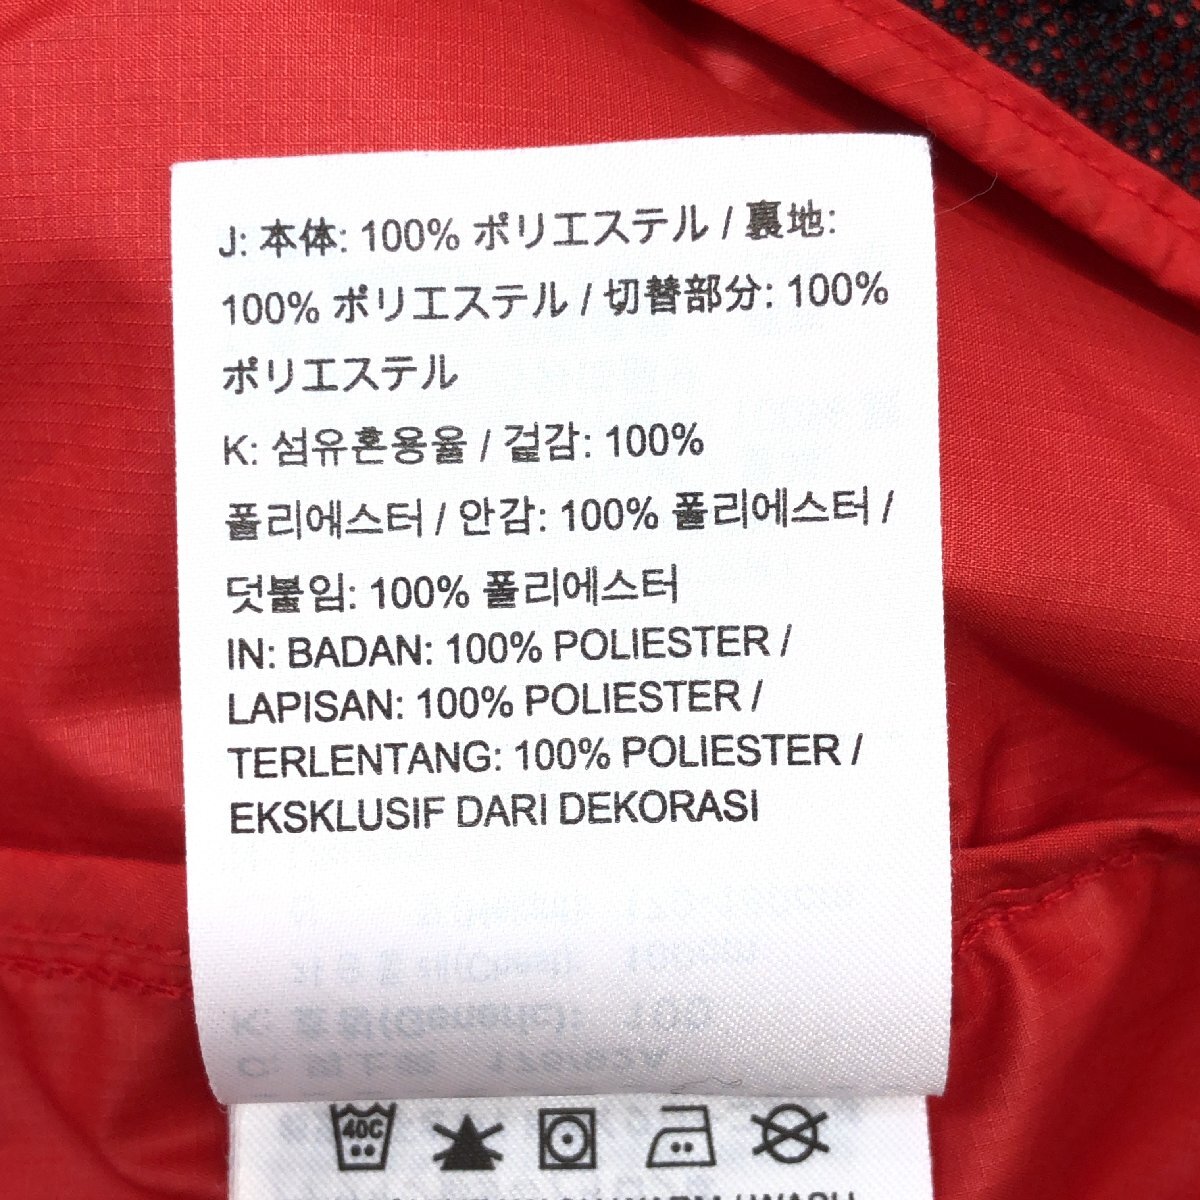 J: 本体: 100% ポリエステル / 裏地:
100% ポリエステル / 切替部分: 100%
ポリエステル
K: 섬유혼용율 / 겉감: 100%
폴리에스터 / 안감: 100% 폴리에스터 /
덧붙임: 100% 폴리에스터
IN: BADAN: 100% POLIESTER /
LAPISAN: 100% POLIESTER /
TERLENTANG: 100% POLIESTER /
EKSKLUSIF DARI DEKORASI
40C